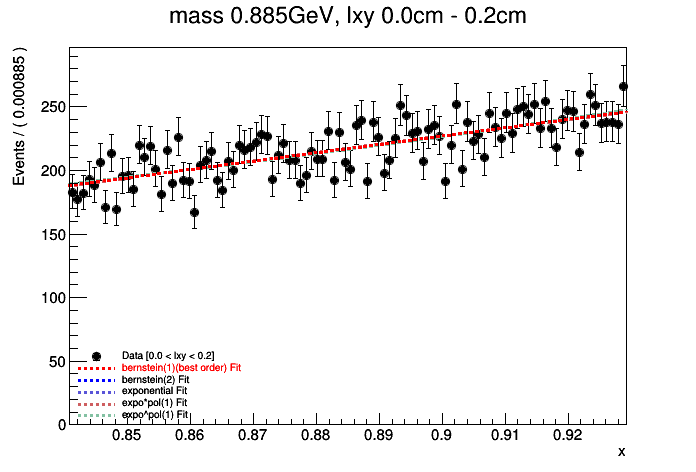 mass 0.885GeV, lxy 0.0cm - 0.2cm
Events / ( 0.000885 )
250
200
150
100
50
0
Data [0.0 < lxy < 0.2]
bernstein(1)(best order) Fit
bernstein(2) Fit
exponential Fit
expo*pol(1) Fit
expo^pol(1) Fit
0.85 0.86 0.87 0.88 0.89 0.9 0.91 0.92
x